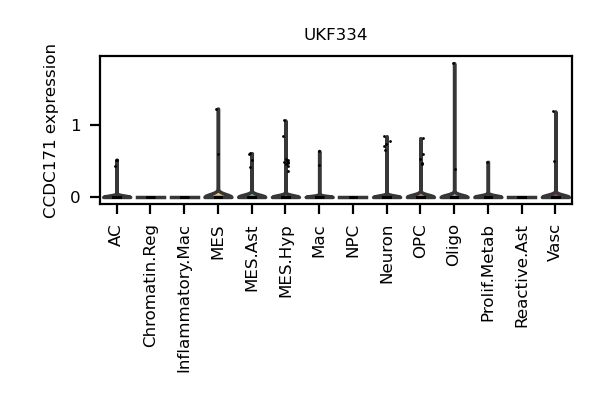 UKF334
CCDC171 expression
1
0
AC
Chromatin.Reg
Inflammatory.Mac
MES
MES.Ast
MES.Hyp
Mac
NPC
Neuron
OPC
Oligo
Prolif.Metab
Reactive.Ast
Vasc